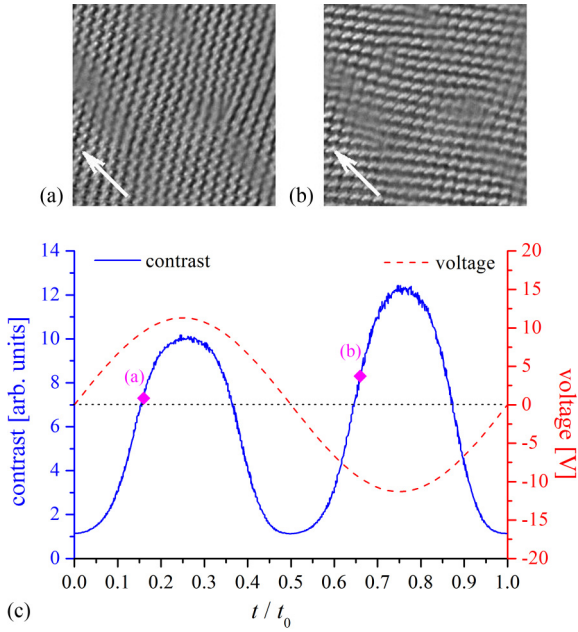 (a)
(b)
contrast
voltage
14
12
10
8
7
6
4
2
0
contrast [arb. units]
20
15
10
5
0
-5
-10
-15
-20
voltage [V]
(a)
(b)
0.0 0.1 0.2 0.3 0.4 0.5 0.6 0.7 0.8 0.9 1.0
t / t0
(c)